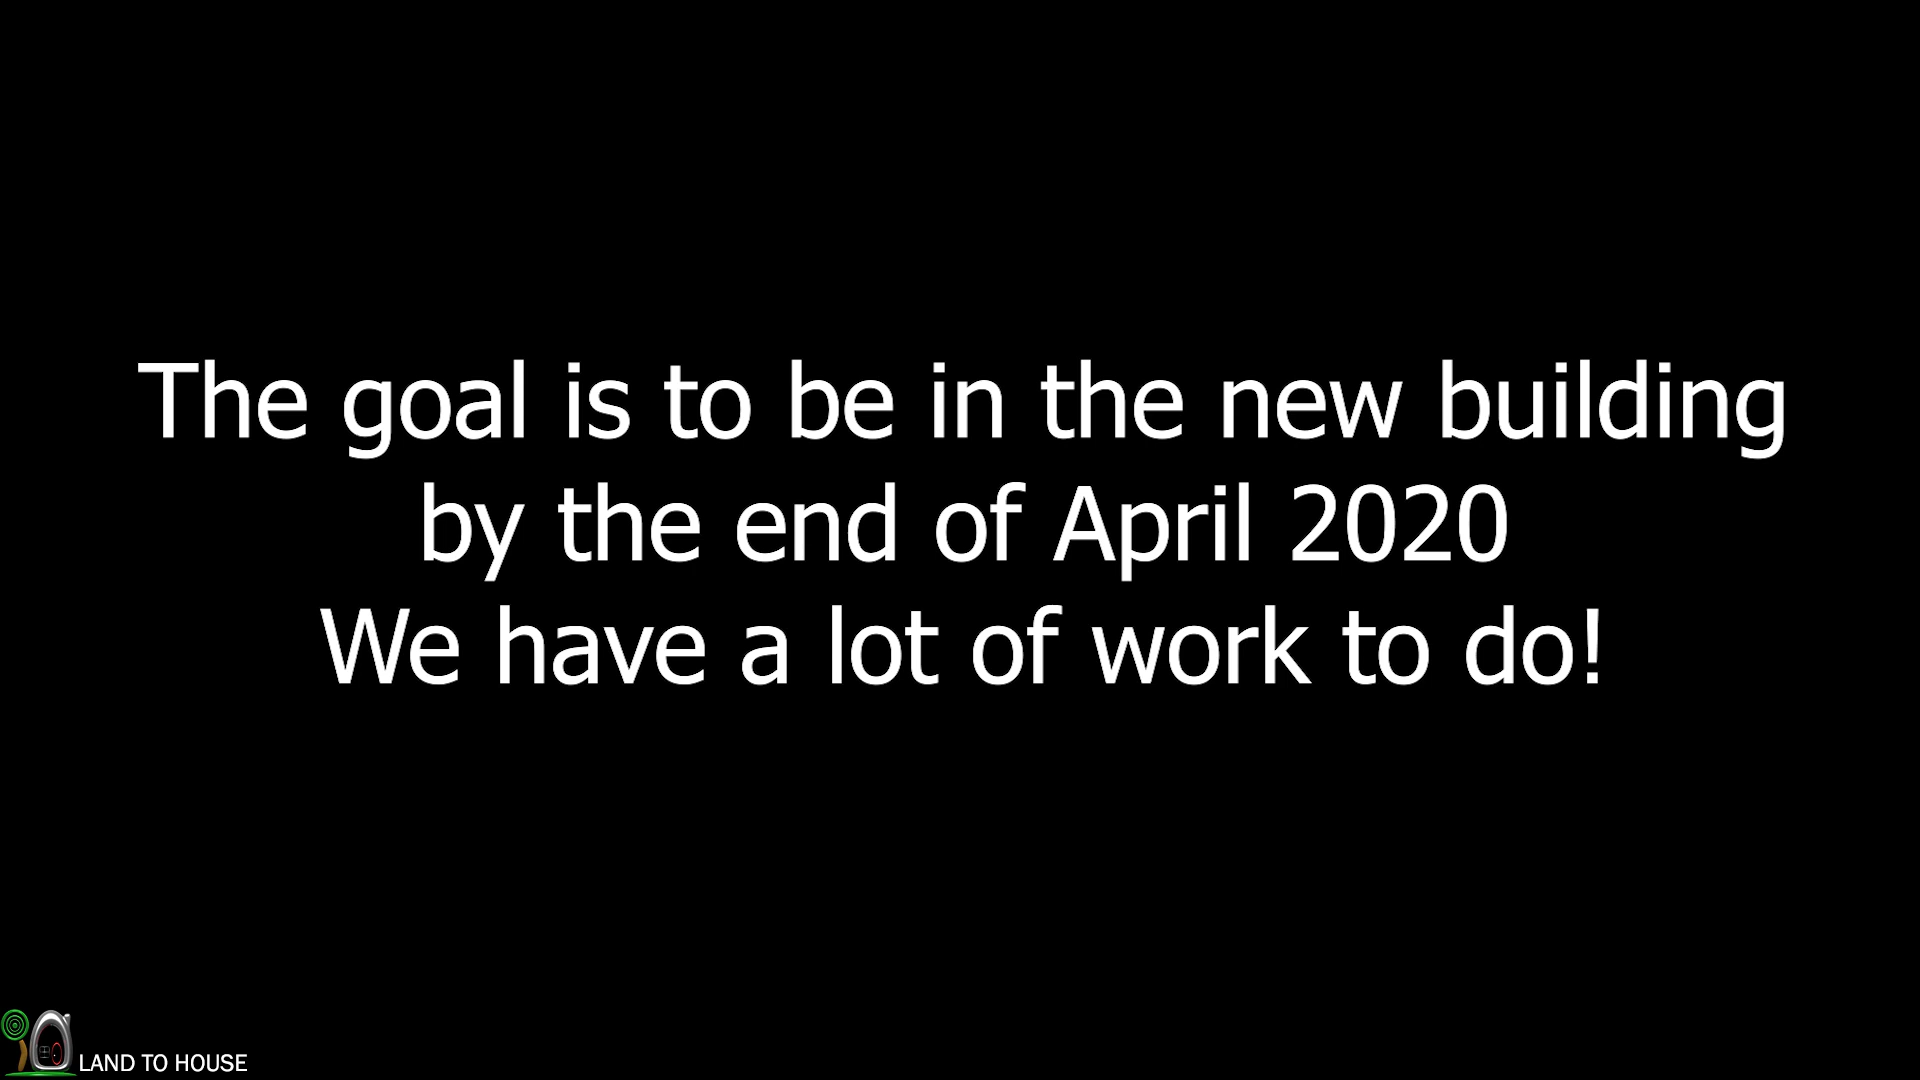 The goal is to be in the new building
by the end of April 2020
We have a lot of work to do!
LAND TO HOUSE